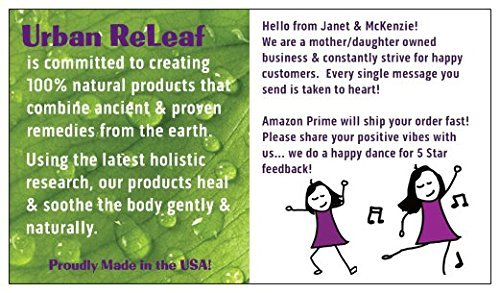 Urban ReLeaf
is committed to creating
100% natural products that
combine ancient & proven
remedies from the earth.
Using the latest holistic
research, our products heal
& soothe the body gently &
naturally.
Proudly Made in the USA!
Hello from Janet & McKenzie!
We are a mother/daughter owned
business & constantly strive for happy
customers.  Every single message you
send is taken to heart!
Amazon Prime will ship your order fast!
Please share your positive vibes with
us... we do a happy dance for 5 Star
feedback!